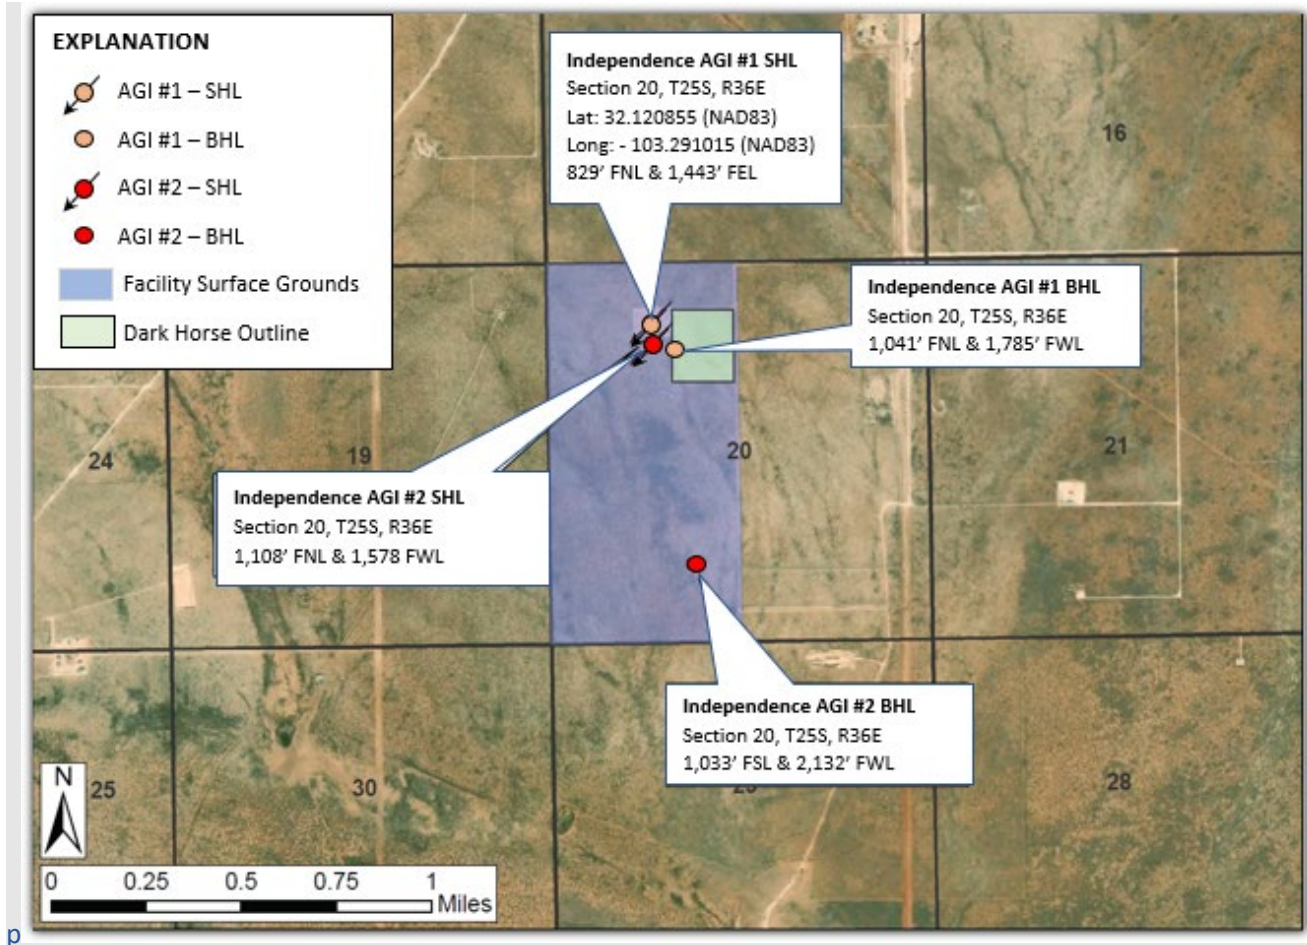 EXPLANATION
AGI #1 – SHL
AGI #1 – BHL
AGI #2 – SHL
AGI #2 – BHL
Facility Surface Grounds
Dark Horse Outline
Independence AGI #1 SHL
Section 20, T25S, R36E
Lat: 32.120855 (NAD83)
Long: - 103.291015 (NAD83)
829’ FNL & 1,443’ FEL
16
Independence AGI #1 BHL
Section 20, T25S, R36E
1,041’ FNL & 1,785’ FWL
24
19
20
21
Independence AGI #2 SHL
Section 20, T25S, R36E
1,108’ FNL & 1,578 FWL
Independence AGI #2 BHL
Section 20, T25S, R36E
1,033’ FSL & 2,132’ FWL
N
25
30
28
0 0.25 0.5 0.75 1
Miles
p